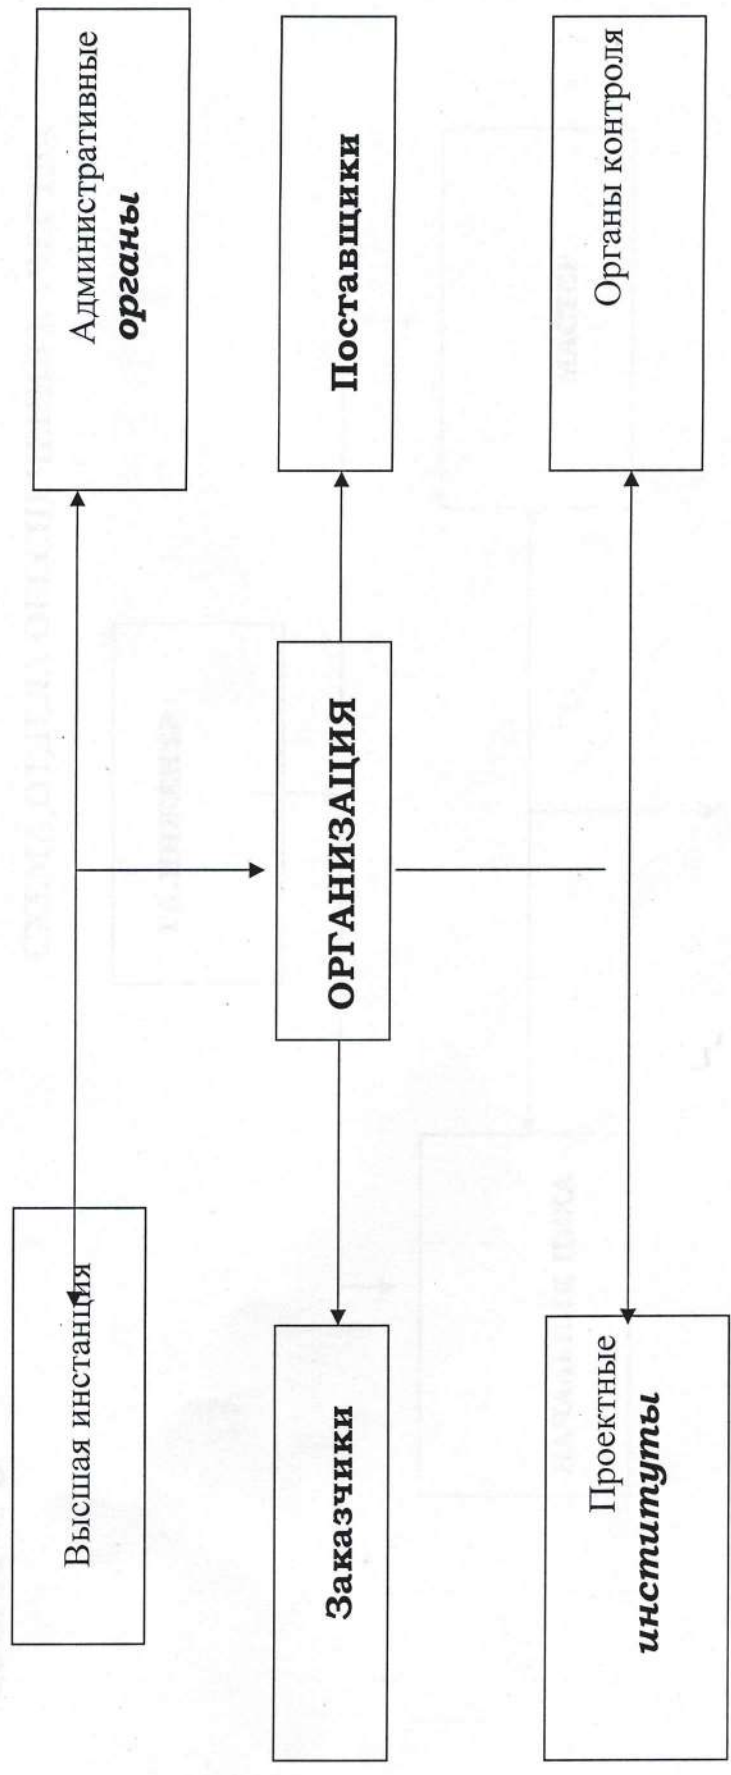 Высшая инстанция
Административные
органы
Заказчики
ОРГАНИЗАЦИЯ
Поставщики
Проектные
институты
Органы контроля